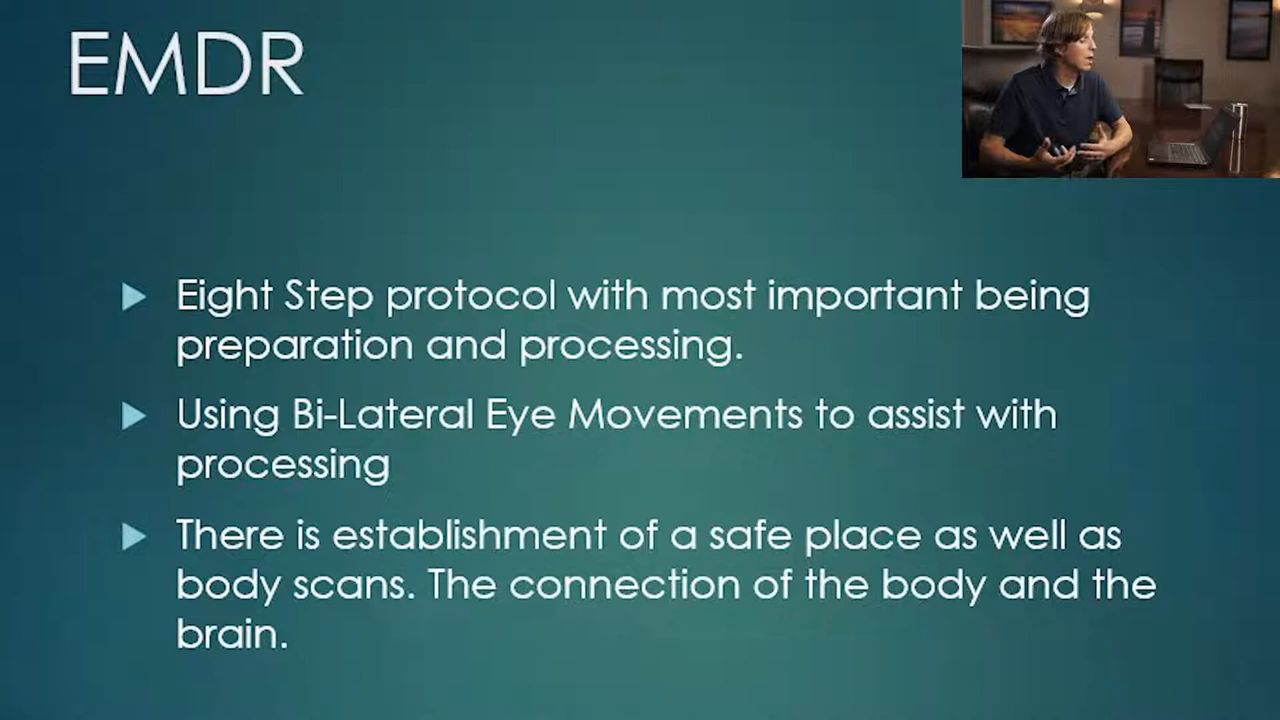 EMDR
Eight Step protocol with most important being
preparation and processing.
Using Bi-Lateral Eye Movements to assist with
processing
There is establishment of a safe place as well as
body scans. The connection of the body and the
brain.